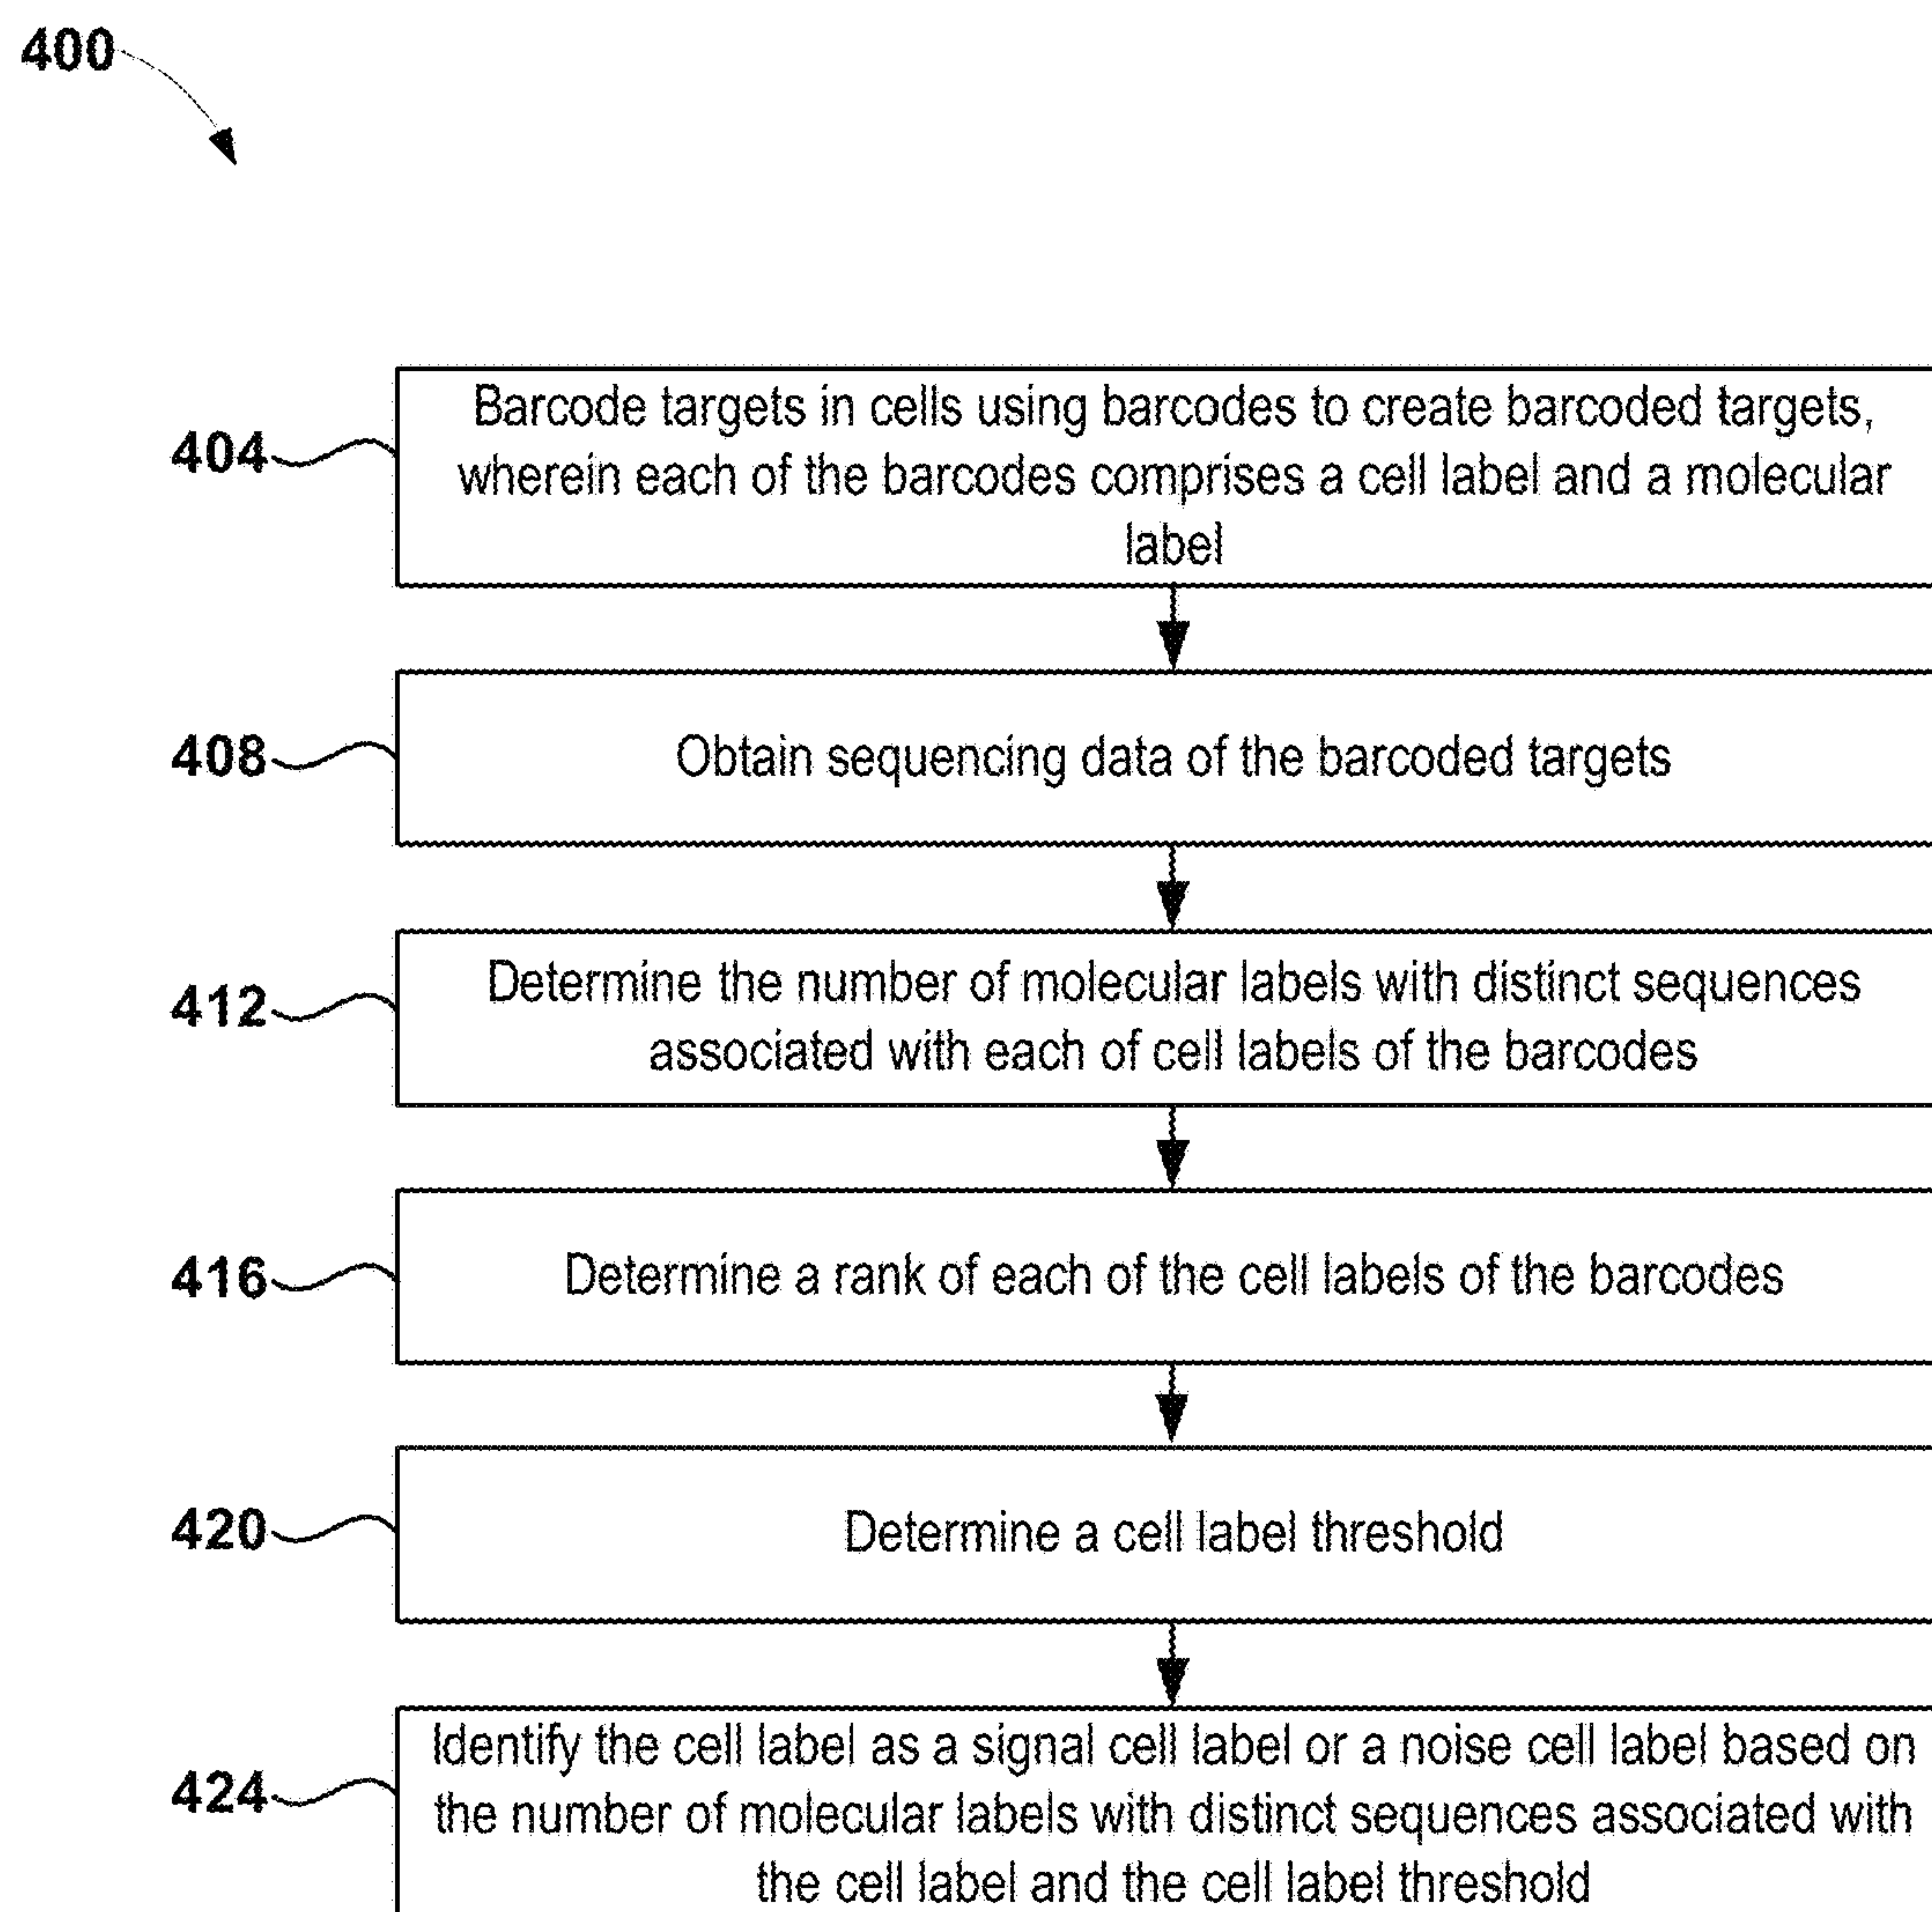 400
404
Barcode targets in cells using barcodes to create barcoded targets,
wherein each of the barcodes comprises a cell label and a molecular
label
408
Obtain sequencing data of the barcoded targets
412
Determine the number of molecular labels with distinct sequences
associated with each of cell labels of the barcodes
416
Determine a rank of each of the cell labels of the barcodes
420
Determine a cell label threshold
424
Identify the cell label as a signal cell label or a noise cell label based on
the number of molecular labels with distinct sequences associated with
the cell label and the cell label threshold